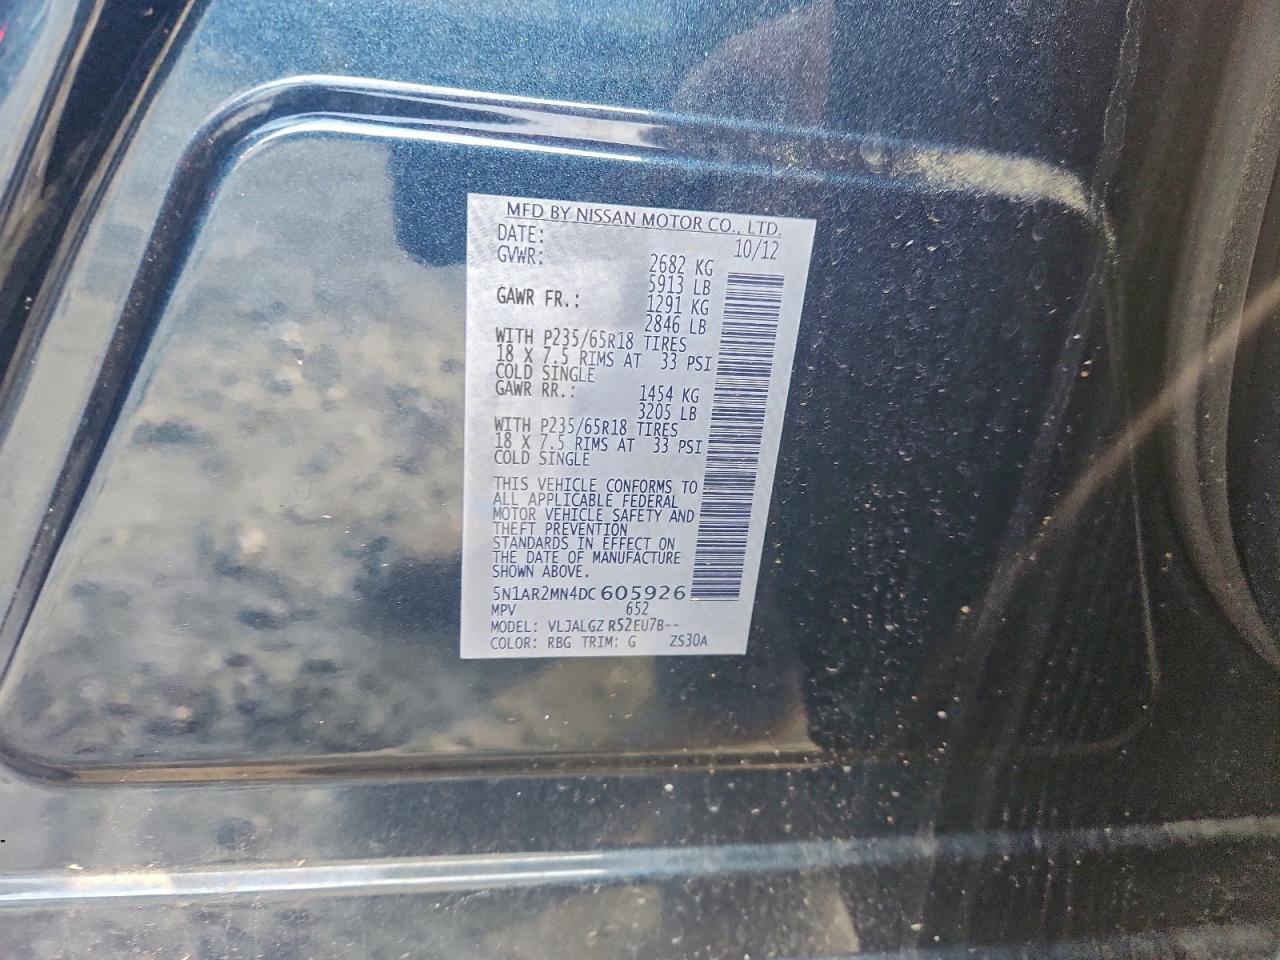 MFD BY NISSAN MOTOR CO., LTD.
DATE: 10/12
GVWR: 2682 KG
5913 LB
GAWR FR.: 1291 KG
2846 LB
WITH P235/65R18 TIRES
18 X 7.5 RIMS AT 33 PSI
COLD SINGLE
GAWR RR.: 1454 KG
3205 LB
WITH P235/65R18 TIRES
18 X 7.5 RIMS AT 33 PSI
COLD SINGLE
THIS VEHICLE CONFORMS TO
ALL APPLICABLE FEDERAL
MOTOR VEHICLE SAFETY AND
THEFT PREVENTION
STANDARDS IN EFFECT ON
THE DATE OF MANUFACTURE
SHOWN ABOVE.
5N1AR2MN4DC605926
MPV 652
MODEL: VLJALGZ R52EU7B--
COLOR: RBG TRIM: G ZS30A